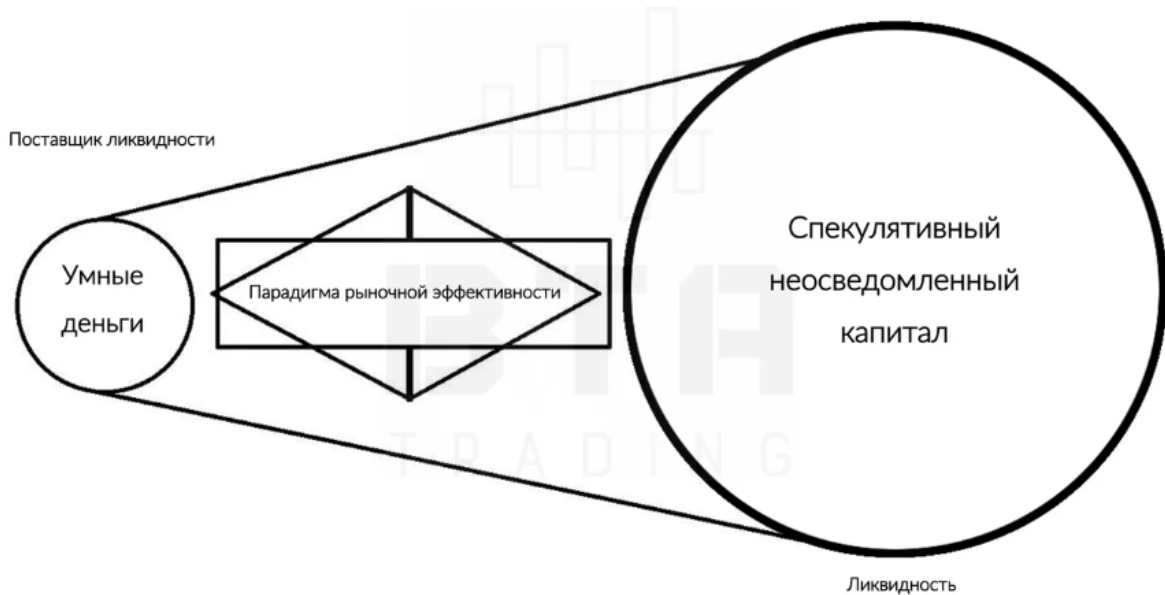 Поставщик ликвидности
Умные
деньги
Парадигма рыночной эффективности
Спекулятивный
неосведомленный
капитал
BTA
TRADING
Ликвидность